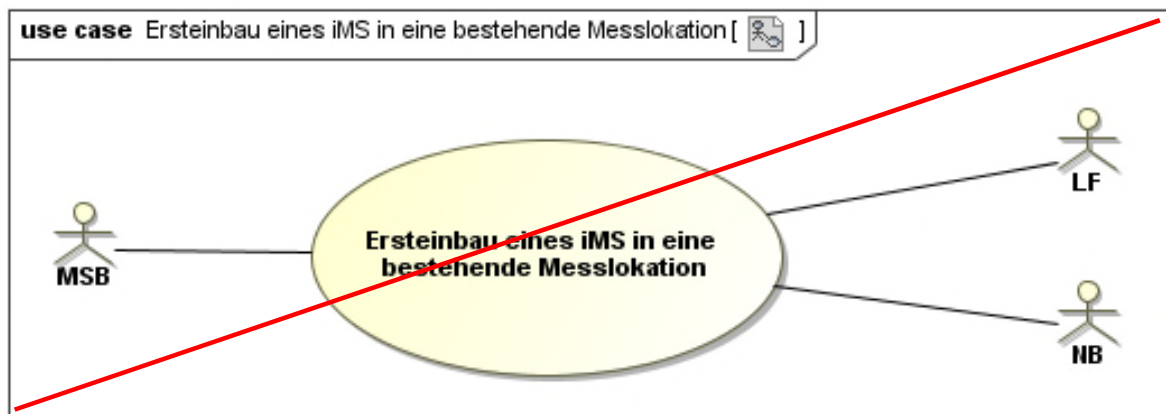 use case Ersteinbau eines iMS in eine bestehende Messlokation [ ]
LF
Ersteinbau eines iMS in eine
bestehende Messlokation
MSB
NB